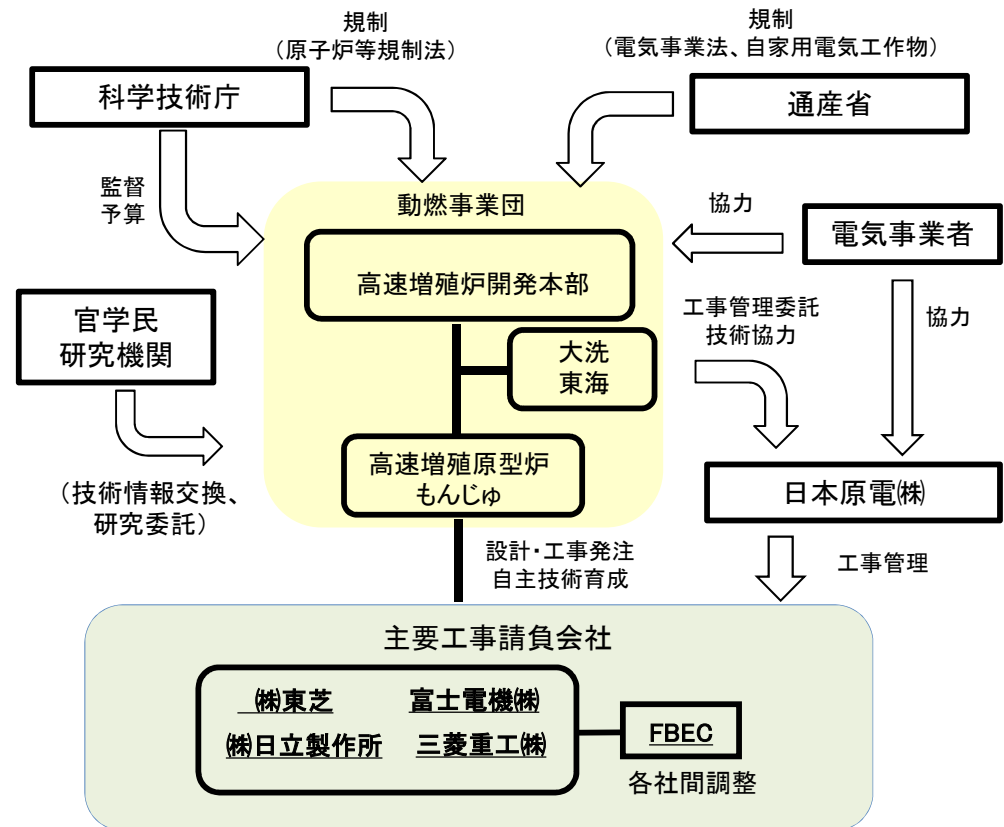 規制
(原子炉等規制法)
規制
(電気事業法、自家用電気工作物)
科学技術庁
通産省
監督
予算
動燃事業団
協力
電気事業者
高速増殖炉開発本部
官学民
研究機関
工事管理委託
技術協力
協力
大洗
東海
高速増殖原型炉
もんじゅ
(技術情報交換、
研究委託)
日本原電㈱
設計・工事発注
自主技術育成
工事管理
主要工事請負会社
㈱東芝 富士電機㈱
㈱日立製作所 三菱重工㈱
FBEC
各社間調整